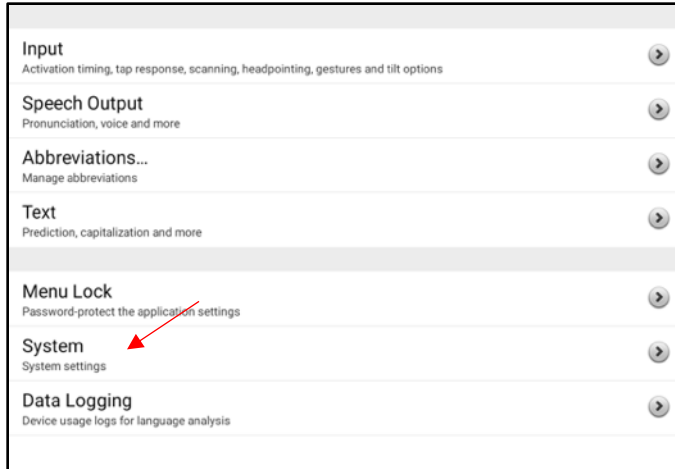 Input
Activation timing, tap response, scanning, headpointing, gestures and tilt options
Speech Output
Pronunciation, voice and more
Abbreviations...
Manage abbreviations
Text
Prediction, capitalization and more
Menu Lock
Password-protect the application settings
System
System settings
Data Logging
Device usage logs for language analysis